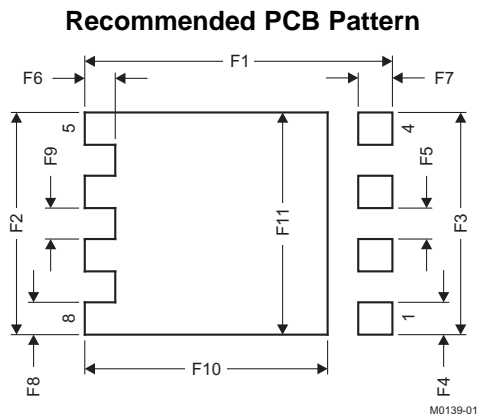 Recommended PCB Pattern
F1
F6
F7
5
4
F9
F5
F2
F11
F3
8
1
F10
F8
F4
M0139-01